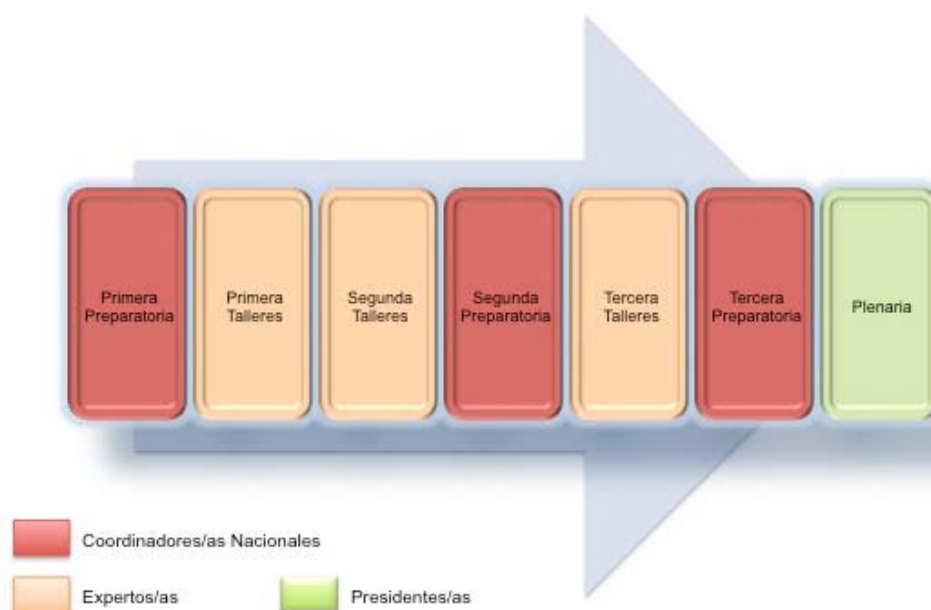 Primera
Preparatoria
Primera
Talleres
Segunda
Talleres
Segunda
Preparatoria
Tercera
Talleres
Tercera
Preparatoria
Plenaria
Coordinadores/as Nacionales
Expertos/as
Presidentes/as